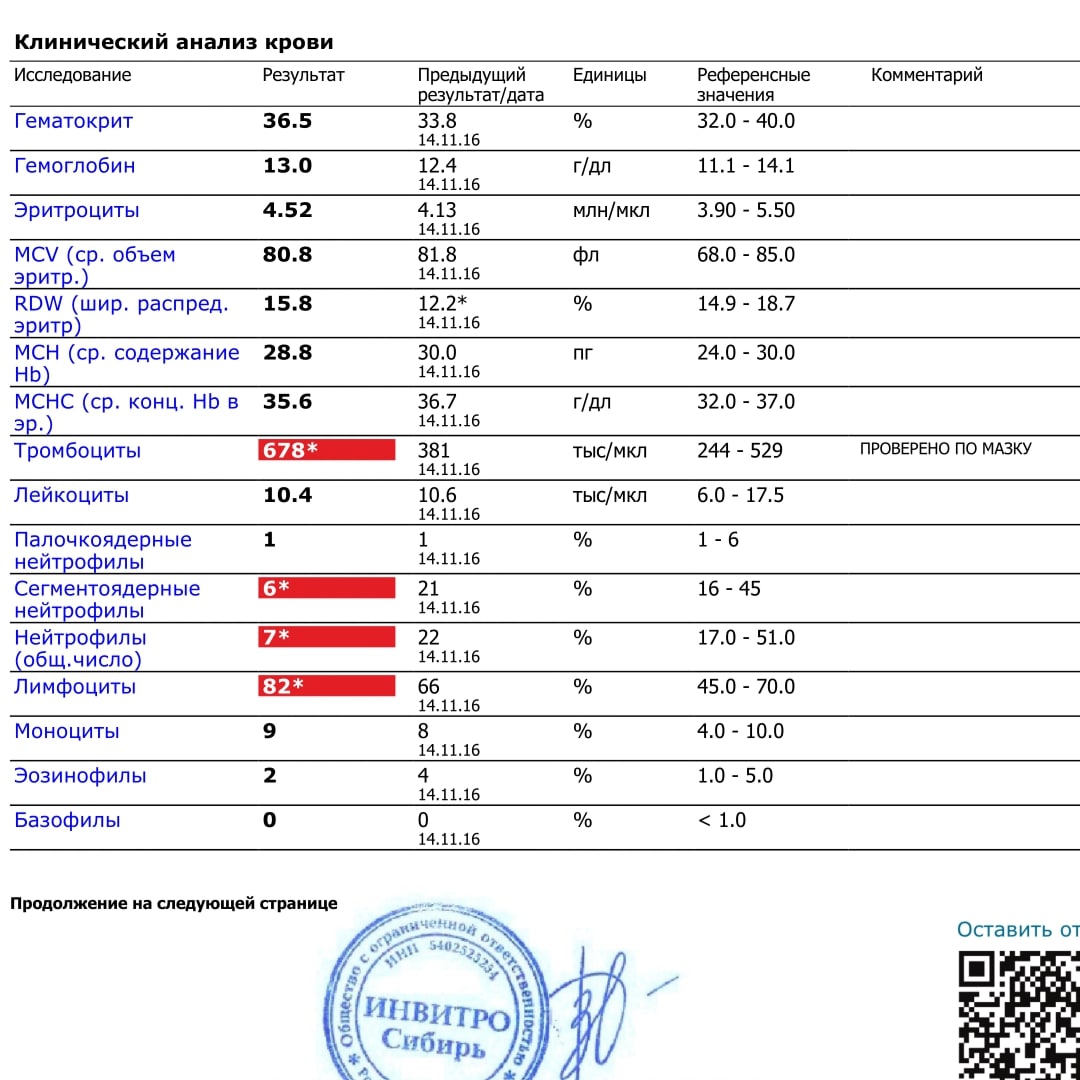 Клинический анализ крови
Исследование Результат Предыдущий результат/дата Единицы Референсные значения Комментарий
Гематокрит 36.5 33.8 14.11.16 % 32.0 - 40.0
Гемоглобин 13.0 12.4 14.11.16 г/дл 11.1 - 14.1
Эритроциты 4.52 4.13 14.11.16 млн/мкл 3.90 - 5.50
MCV (ср. объем эритр.) 80.8 81.8 14.11.16 фл 68.0 - 85.0
RDW (шир. распред. эритр) 15.8 12.2* 14.11.16 % 14.9 - 18.7
MCH (ср. содержание Hb) 28.8 30.0 14.11.16 пг 24.0 - 30.0
MCHC (ср. конц. Hb в эр.) 35.6 36.7 14.11.16 г/дл 32.0 - 37.0
Тромбоциты 678* 381 14.11.16 тыс/мкл 244 - 529 ПРОВЕРЕНО ПО МАЗКУ
Лейкоциты 10.4 10.6 14.11.16 тыс/мкл 6.0 - 17.5
Палочкоядерные нейтрофилы 1 1 14.11.16 % 1 - 6
Сегментоядерные нейтрофилы 6* 21 14.11.16 % 16 - 45
Нейтрофилы (общ.число) 7* 22 14.11.16 % 17.0 - 51.0
Лимфоциты 82* 66 14.11.16 % 45.0 - 70.0
Моноциты 9 8 14.11.16 % 4.0 - 10.0
Эозинофилы 2 4 14.11.16 % 1.0 - 5.0
Базофилы 0 0 14.11.16 % < 1.0
Продолжение на следующей странице
Общество с ограниченной ответственностью
ИНН 5402525254
ИНВИТРО
Сибирь
Оставить от